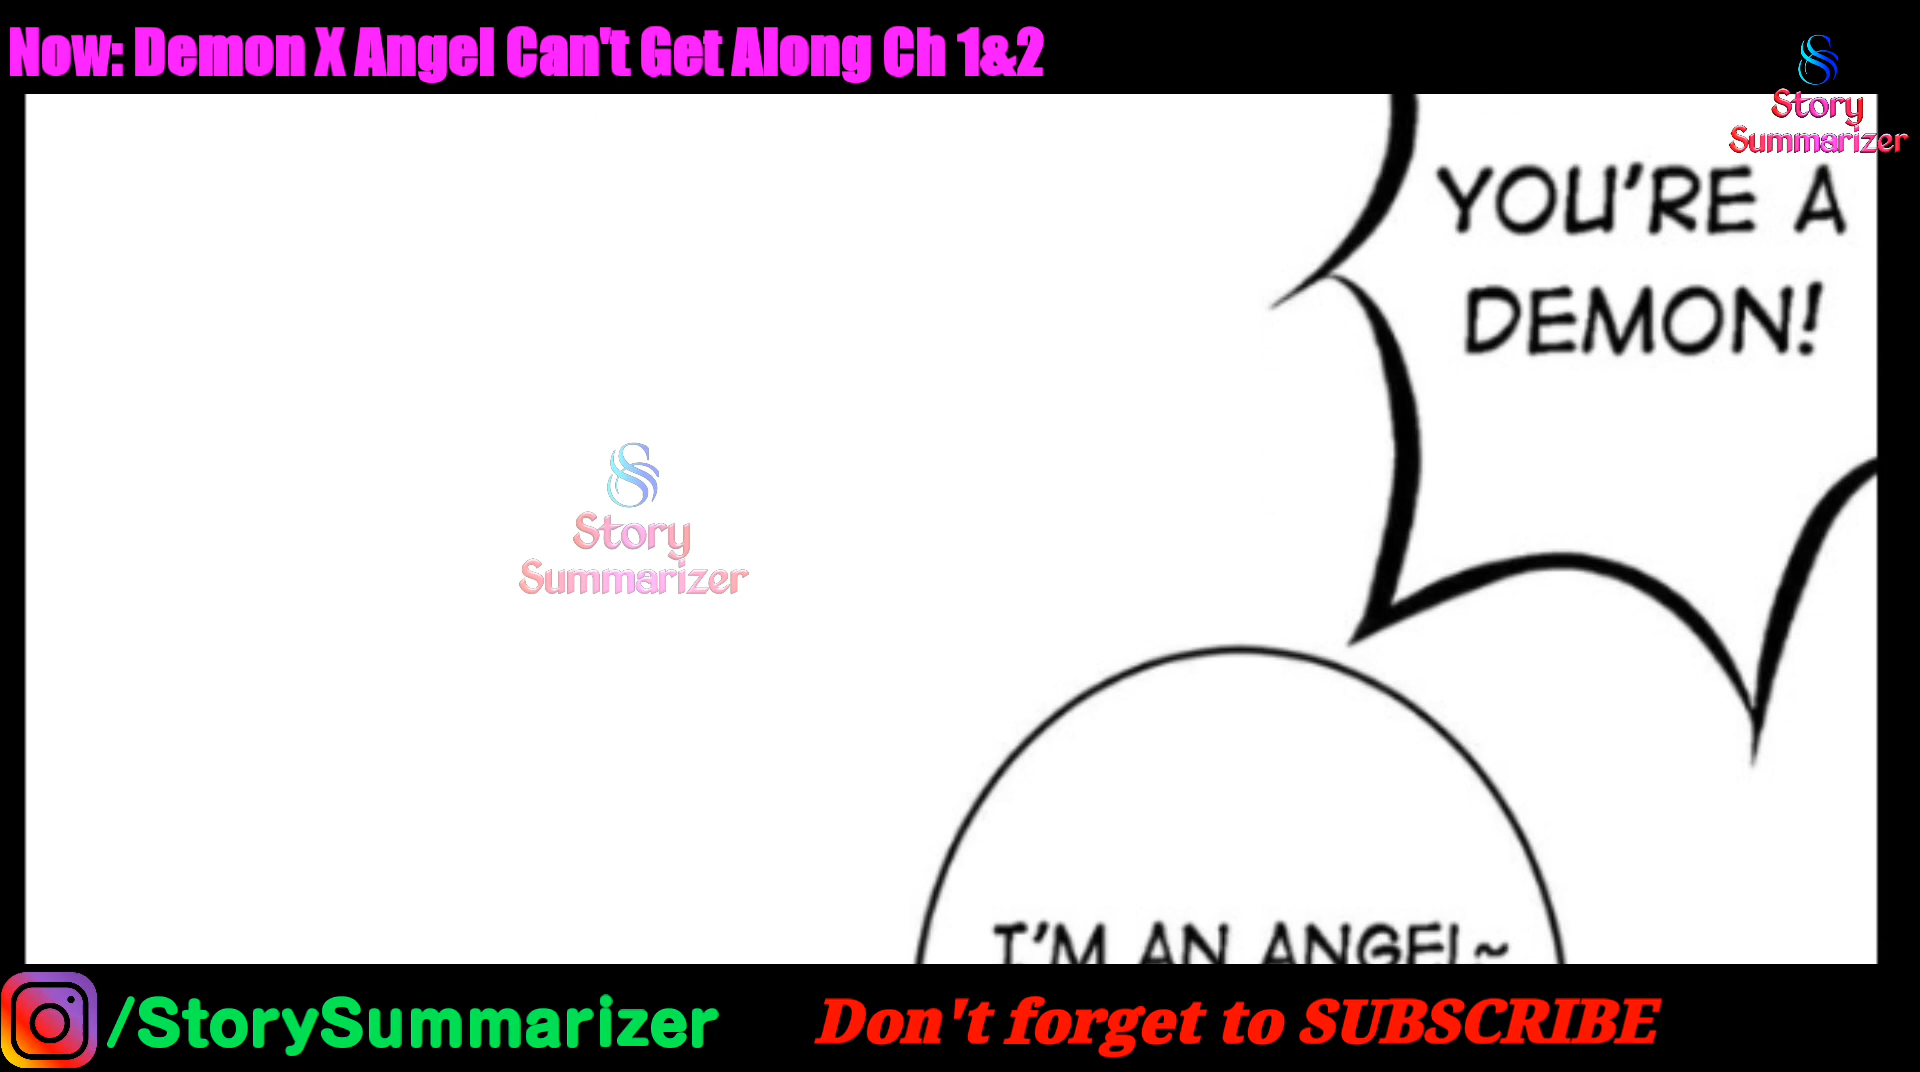 Now: Demon X Angel Can't Get Along Ch 1&2
Story
Summarizer
YOU'RE A
DEMON!
Story
Summarizer
I'M AN ANGEL~
/StorySummarizer
Don't forget to SUBSCRIBE